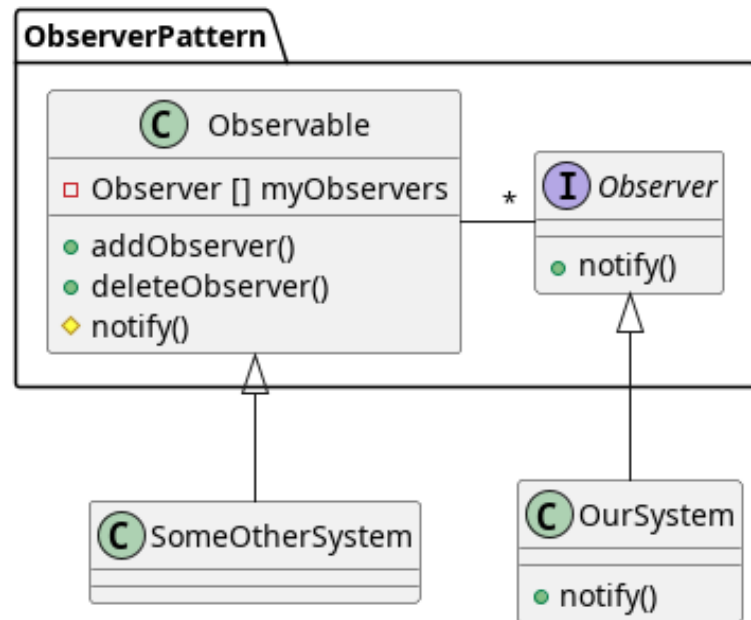 ObserverPattern
C Observable
Observer [] myObservers
addObserver()
deleteObserver()
notify()
*
I Observer
notify()
C SomeOtherSystem
C OurSystem
notify()